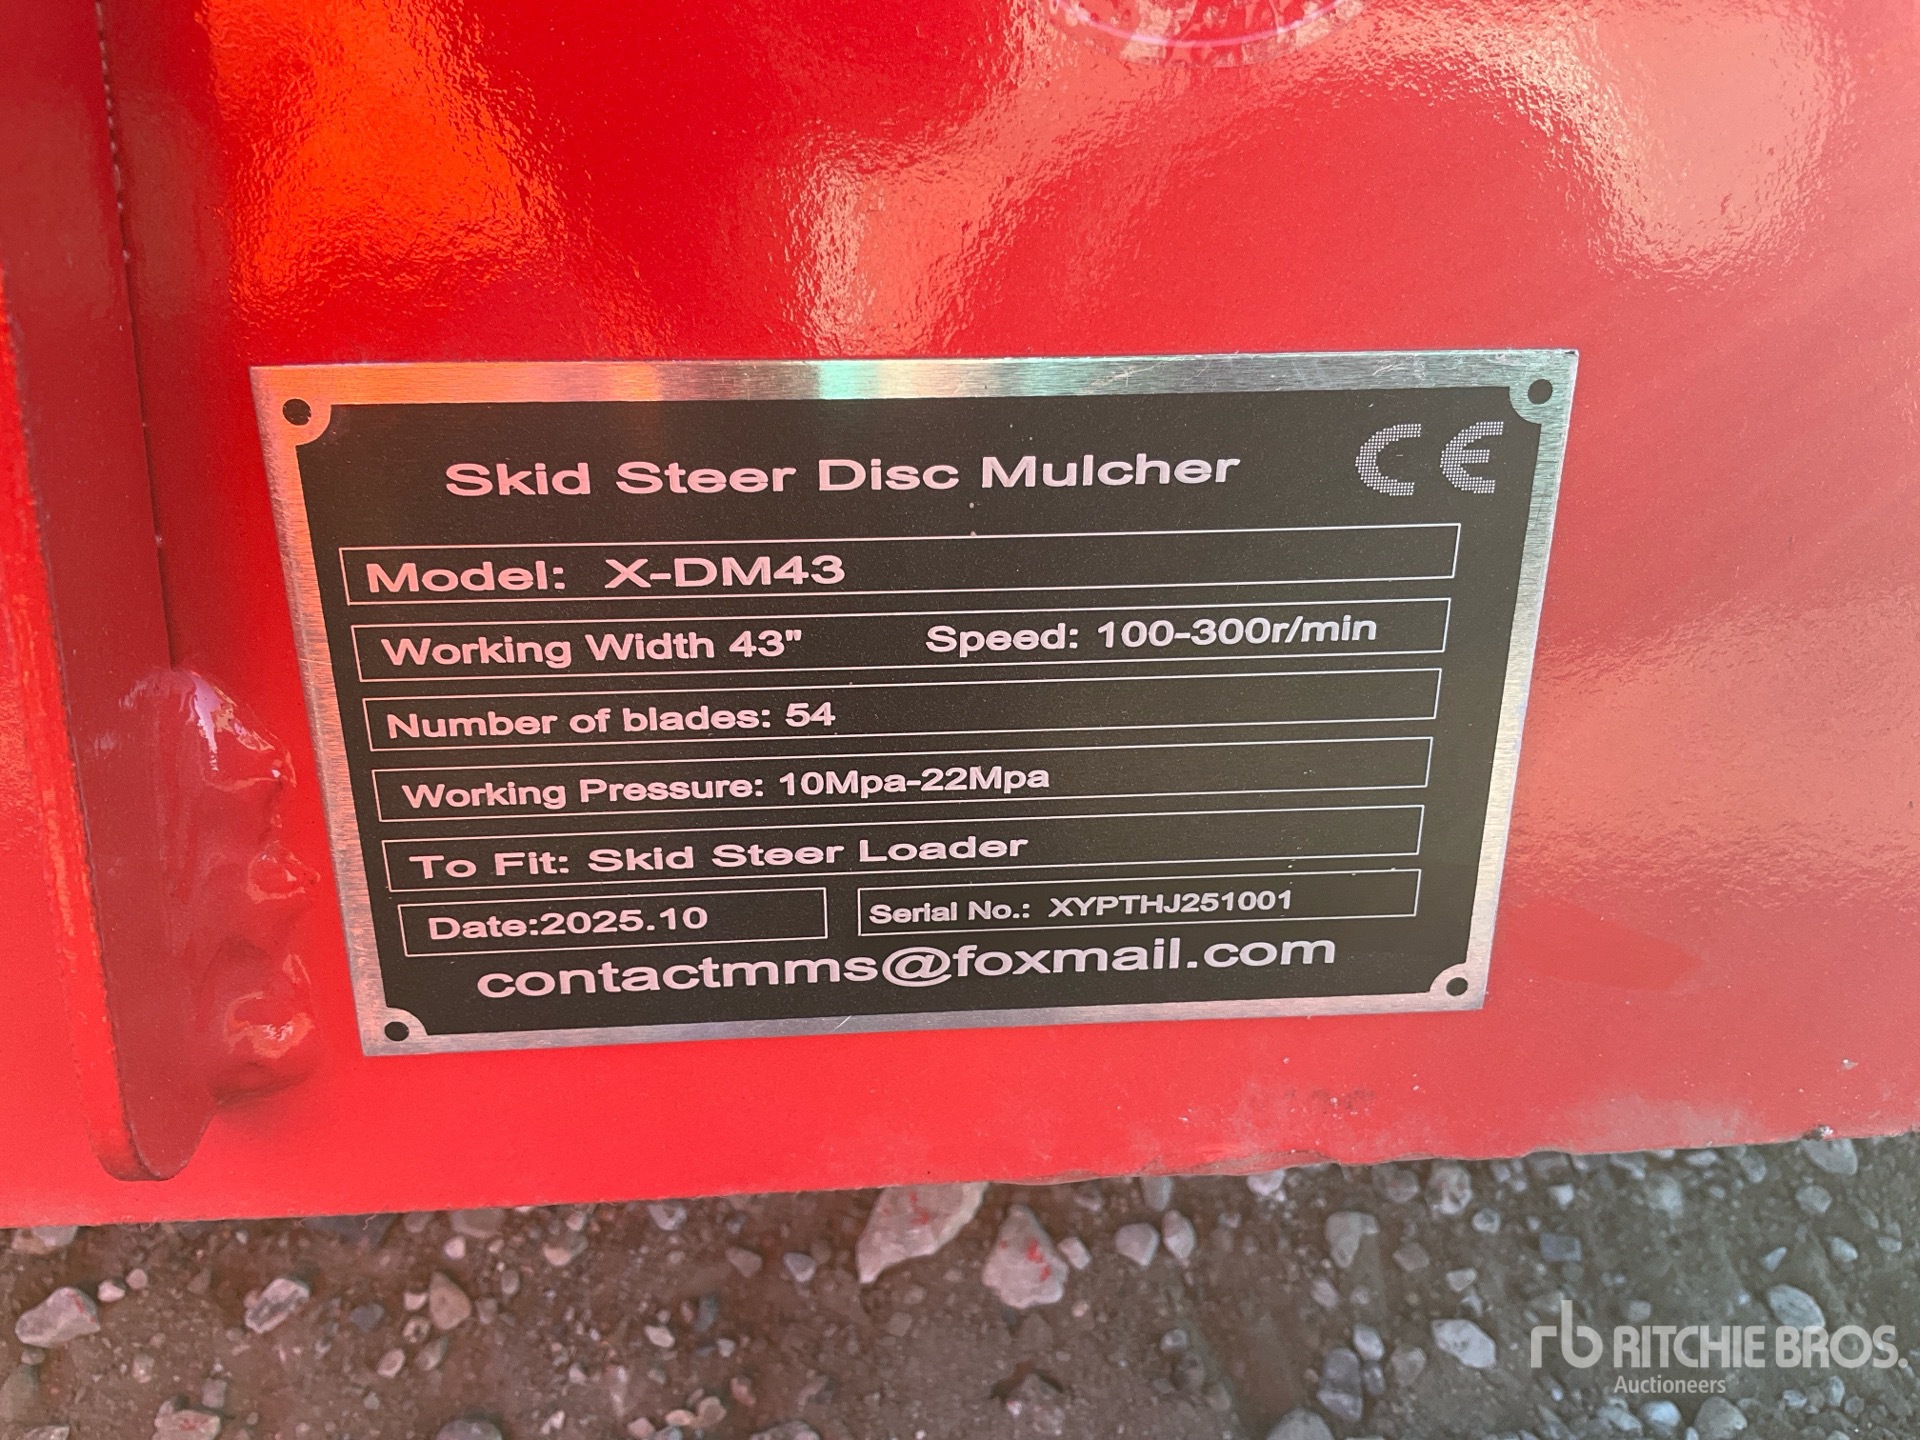 Skid Steer Disc Mulcher CE
Model: X-DM43
Working Width 43" Speed: 100-300r/min
Number of blades: 54
Working Pressure: 10Mpa-22Mpa
To Fit: Skid Steer Loader
Date:2025.10 Serial No.: XYPTHJ251001
contactmms@foxmail.com
rb RITCHIE BROS.
Auctioneers